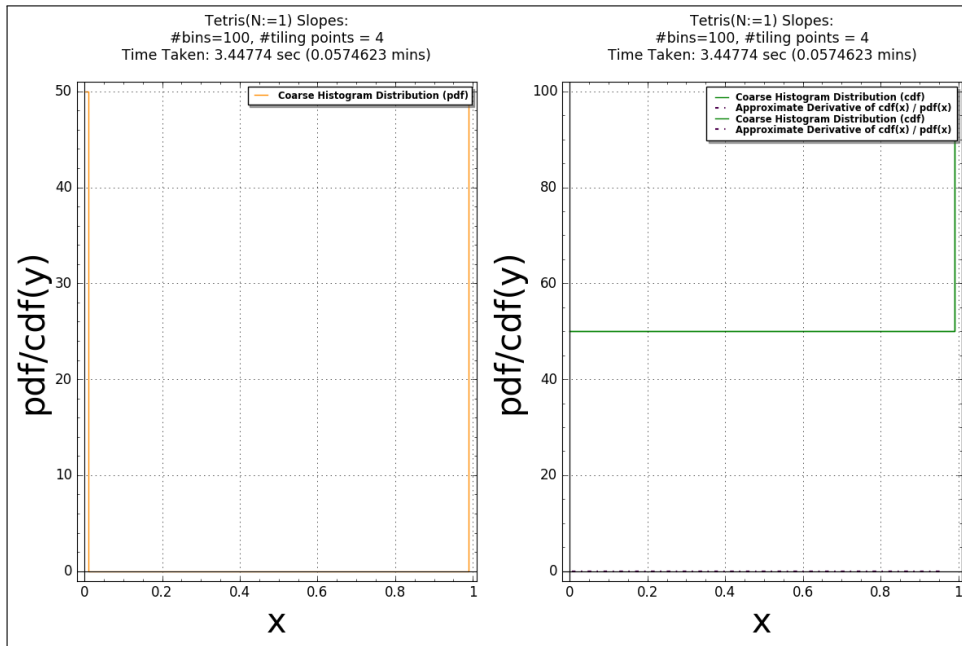 Tetris(N:=1) Slopes:
#bins=100, #tiling points = 4
Time Taken: 3.44774 sec (0.0574623 mins)
Coarse Histogram Distribution (pdf)
50
40
30
20
10
0
pdf/cdf(y)
0 0.2 0.4 0.6 0.8 1
x
Tetris(N:=1) Slopes:
#bins=100, #tiling points = 4
Time Taken: 3.44774 sec (0.0574623 mins)
Coarse Histogram Distribution (cdf)
Approximate Derivative of cdf(x) / pdf(x)
Coarse Histogram Distribution (cdf)
Approximate Derivative of cdf(x) / pdf(x)
100
80
60
40
20
0
pdf/cdf(y)
0 0.2 0.4 0.6 0.8 1
x